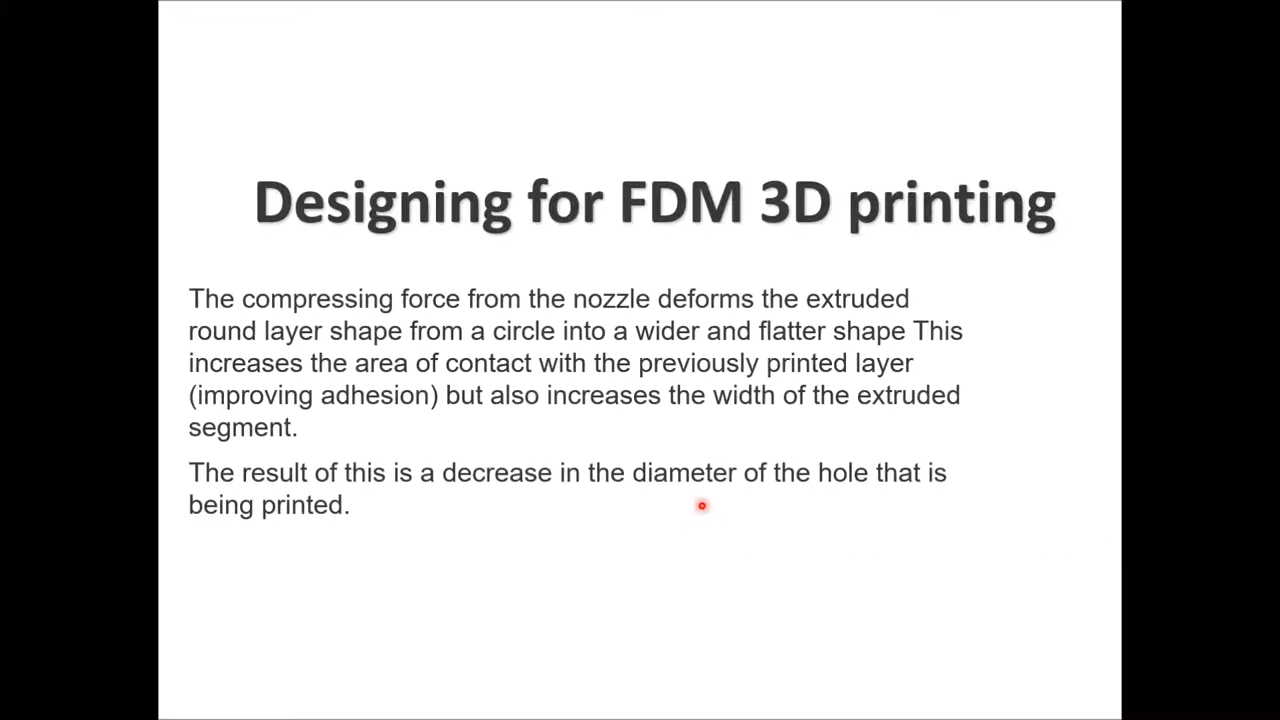 Designing for FDM 3D printing
The compressing force from the nozzle deforms the extruded
round layer shape from a circle into a wider and flatter shape This
increases the area of contact with the previously printed layer
(improving adhesion) but also increases the width of the extruded
segment.
The result of this is a decrease in the diameter of the hole that is
being printed.